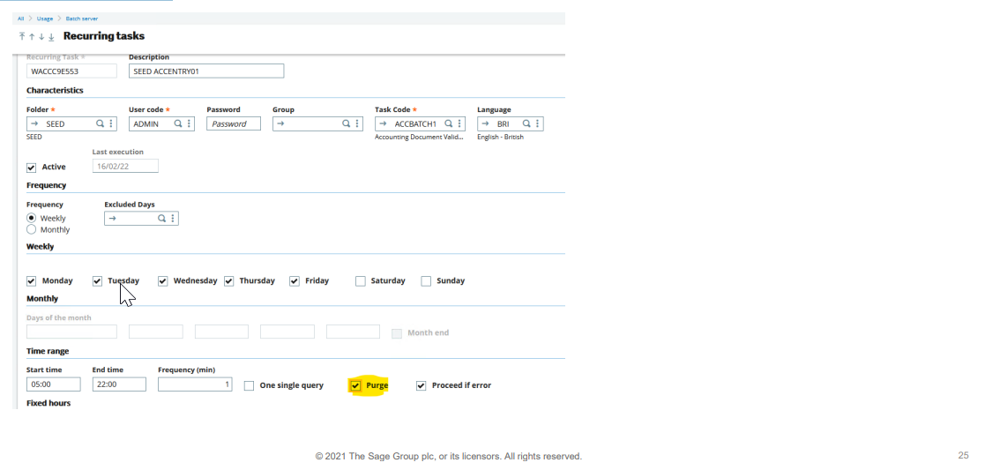 All > Usage > Batch server
Recurring tasks
Recurring Task * Description
WACCC9E553 SEED ACCENTRY01
Characteristics
Folder * User code * Password Group Task Code * Language
SEED ADMIN Password ACCBATCH1 BRI
SEED Accounting Document Valid... English - British
Last execution
Active 16/02/22
Frequency
Frequency Excluded Days
Weekly
Monthly
Weekly
Monday Tuesday Wednesday Thursday Friday Saturday Sunday
Monthly
Days of the month
Month end
Time range
Start time End time Frequency (min)
05:00 22:00 1 One single query Purge Proceed if error
Fixed hours
© 2021 The Sage Group plc, or its licensors. All rights reserved.
25